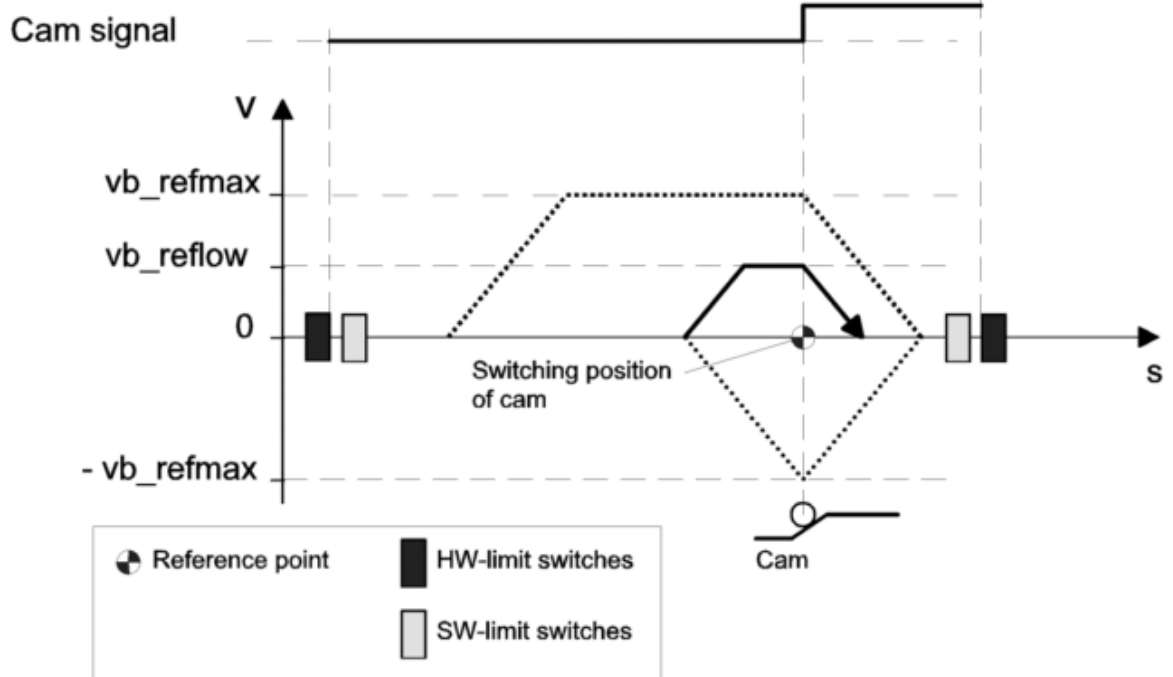 Cam signal
V
vb_refmax
vb_reflow
0
Switching position
of cam
s
- vb_refmax
Cam
Reference point
HW-limit switches
SW-limit switches